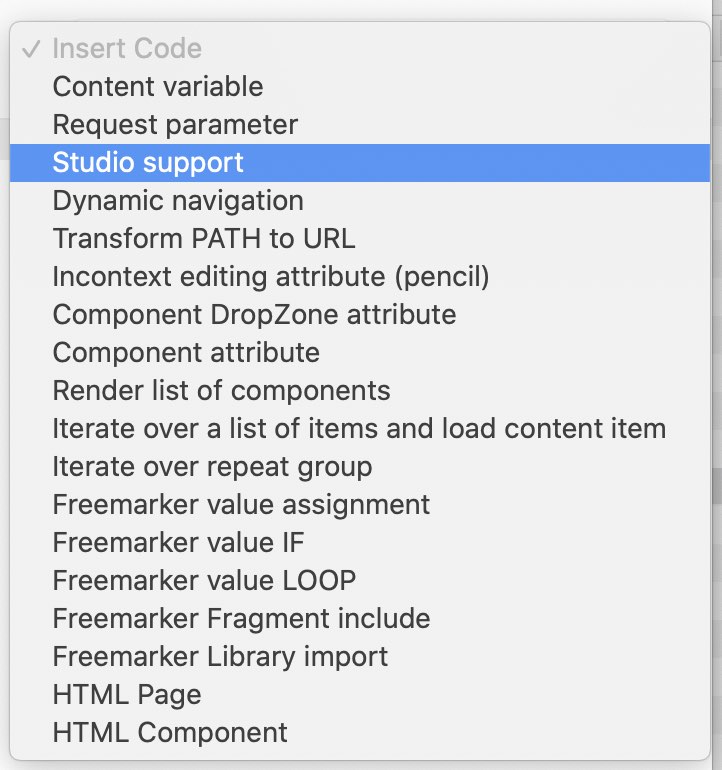 ✓ Insert Code
Content variable
Request parameter
Studio support
Dynamic navigation
Transform PATH to URL
Incontext editing attribute (pencil)
Component DropZone attribute
Component attribute
Render list of components
Iterate over a list of items and load content item
Iterate over repeat group
Freemarker value assignment
Freemarker value IF
Freemarker value LOOP
Freemarker Fragment include
Freemarker Library import
HTML Page
HTML Component